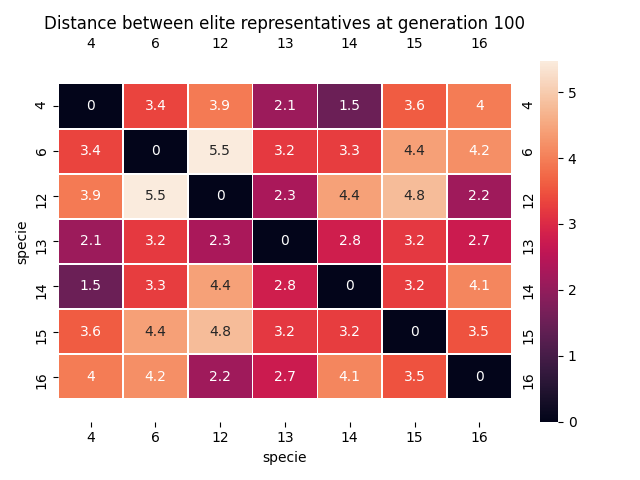 Distance between elite representatives at generation 100
4 6 12 13 14 15 16
4 0 3.4 3.9 2.1 1.5 3.6 4 4
6 3.4 0 5.5 3.2 3.3 4.4 4.2 6
12 3.9 5.5 0 2.3 4.4 4.8 2.2 12
13 2.1 3.2 2.3 0 2.8 3.2 2.7 13
14 1.5 3.3 4.4 2.8 0 3.2 4.1 14
15 3.6 4.4 4.8 3.2 3.2 0 3.5 15
16 4 4.2 2.2 2.7 4.1 3.5 0 16
4 6 12 13 14 15 16
specie
specie
5
4
3
2
1
0